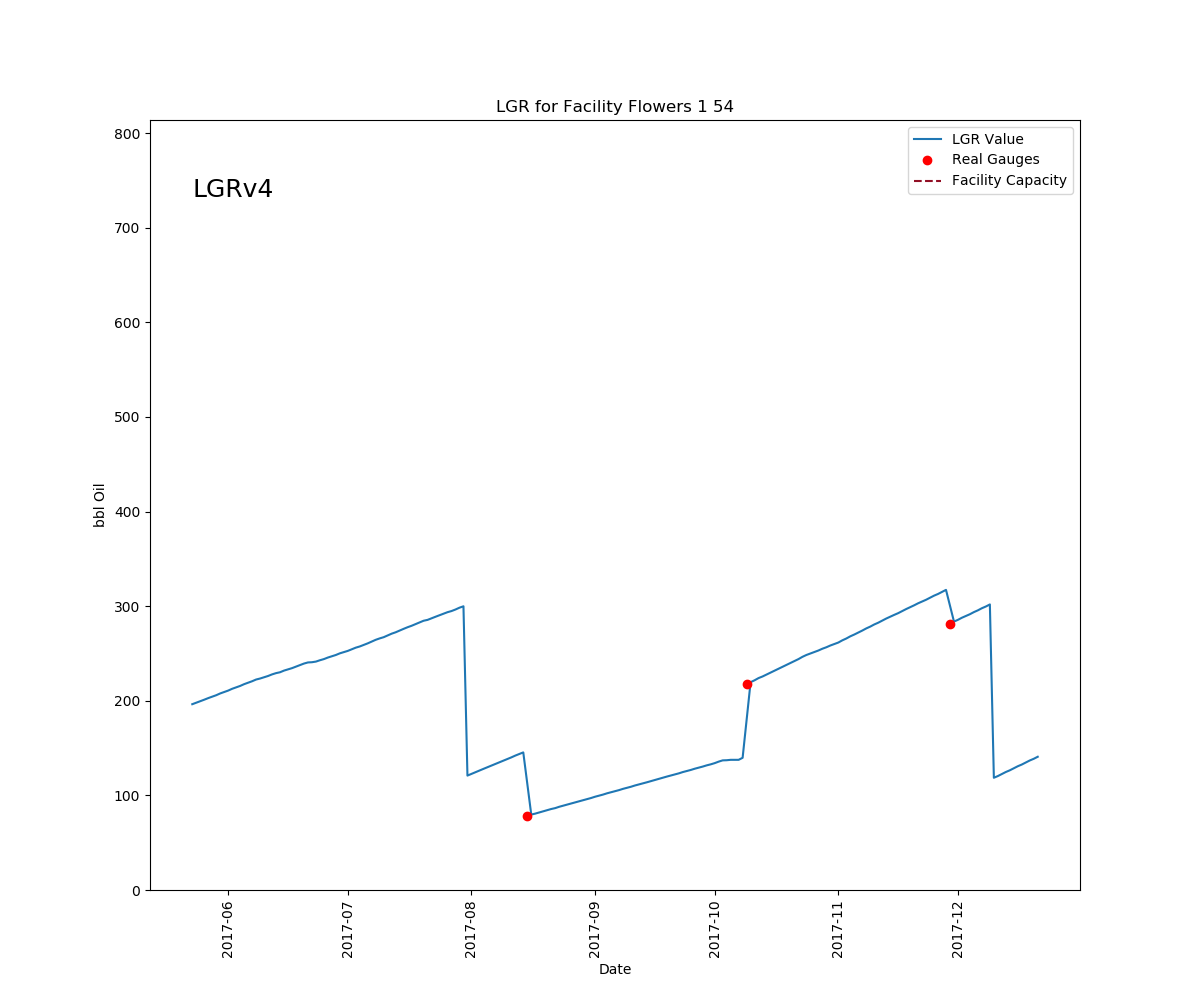 LGR for Facility Flowers 1 54
LGRv4
LGR Value
Real Gauges
Facility Capacity
800
700
600
500
400
300
200
100
0
bbl Oil
2017-06
2017-07
2017-08
2017-09
2017-10
2017-11
2017-12
Date